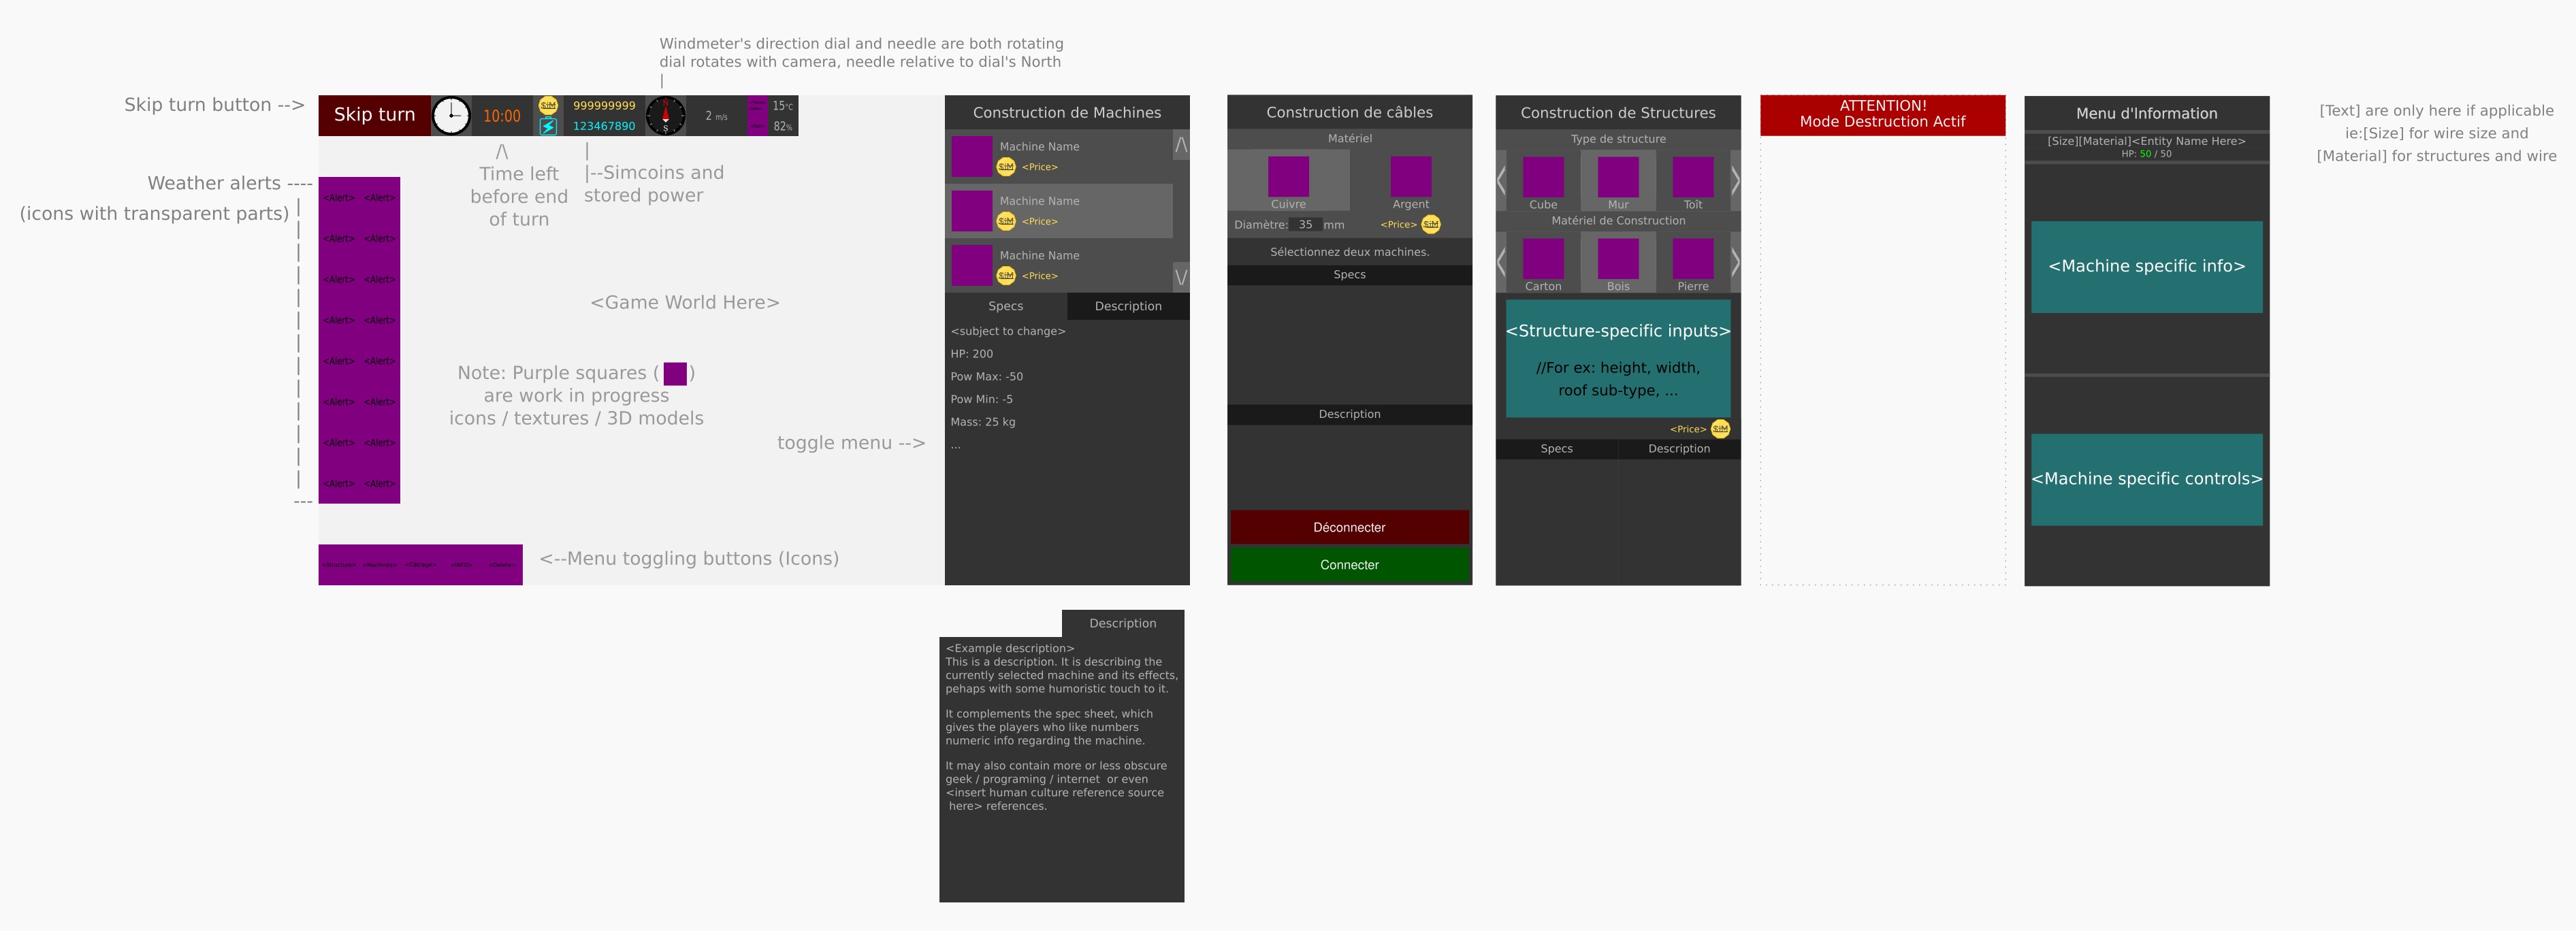 Windmeter's direction dial and needle are both rotating
dial rotates with camera, needle relative to dial's North
|
Skip turn button -->
Skip turn
10:00
SiM
999999999
123467890
N
S
2 m/s
15°C
82%
/\
Time left
before end
of turn
|
|--Simcoins and
stored power
Weather alerts ----
(icons with transparent parts)
<Alert> <Alert>
<Alert> <Alert>
<Alert> <Alert>
<Alert> <Alert>
<Alert> <Alert>
<Alert> <Alert>
<Alert> <Alert>
<Alert> <Alert>
---
<Game World Here>
Note: Purple squares ( )
are work in progress
icons / textures / 3D models
toggle menu -->
<Structure> <Machines> <Câblage> <INFO> <Delete>
<--Menu toggling buttons (Icons)
Construction de Machines
Machine Name
SiM <Price>
Machine Name
SiM <Price>
Machine Name
SiM <Price>
/\
\/
Specs
Description
<subject to change>
HP: 200
Pow Max: -50
Pow Min: -5
Mass: 25 kg
...
Description
<Example description>
This is a description. It is describing the
currently selected machine and its effects,
pehaps with some humoristic touch to it.
It complements the spec sheet, which
gives the players who like numbers
numeric info regarding the machine.
It may also contain more or less obscure
geek / programing / internet or even
<insert human culture reference source
here> references.
Construction de câbles
Matériel
Cuivre
Argent
Diamètre: 35 mm
<Price> SiM
Sélectionnez deux machines.
Specs
Description
Déconnecter
Connecter
Construction de Structures
Type de structure
Cube
Mur
Toît
Matériel de Construction
Carton
Bois
Pierre
<Structure-specific inputs>
//For ex: height, width,
roof sub-type, ...
<Price> SiM
Specs
Description
ATTENTION!
Mode Destruction Actif
Menu d'Information
[Size][Material]<Entity Name Here>
HP: 50 / 50
<Machine specific info>
<Machine specific controls>
[Text] are only here if applicable
ie:[Size] for wire size and
[Material] for structures and wire